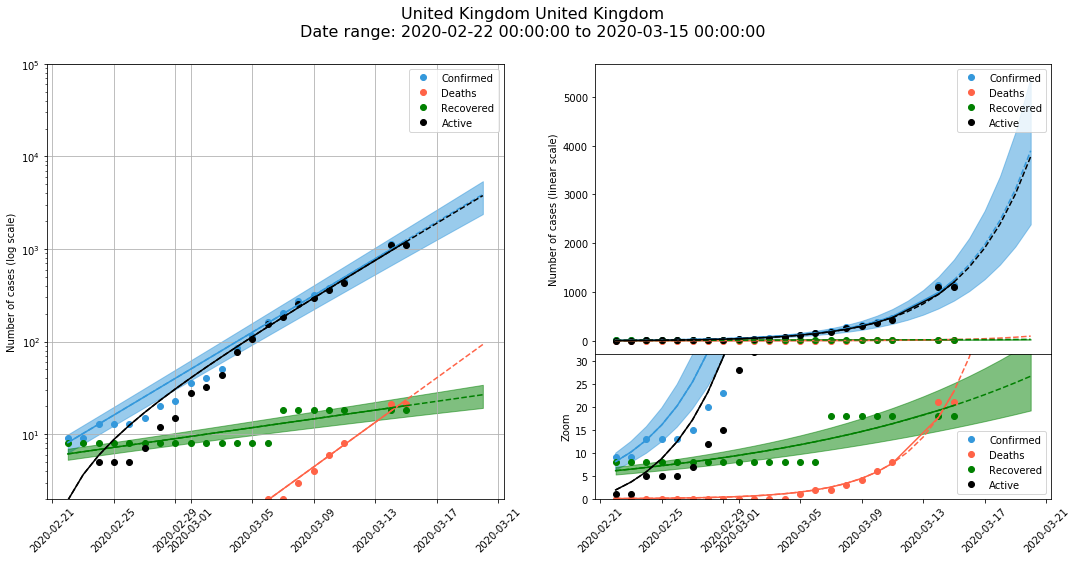 United Kingdom United Kingdom
Date range: 2020-02-22 00:00:00 to 2020-03-15 00:00:00
Number of cases (log scale)
10^5
10^4
10^3
10^2
10^1
Confirmed
Deaths
Recovered
Active
2020-02-21
2020-02-25
2020-02-29
2020-03-01
2020-03-05
2020-03-09
2020-03-13
2020-03-17
2020-03-21
Number of cases (linear scale)
5000
4000
3000
2000
1000
0
Confirmed
Deaths
Recovered
Active
Zoom
30
25
20
15
10
5
0
Confirmed
Deaths
Recovered
Active
2020-02-21
2020-02-25
2020-02-29
2020-03-01
2020-03-05
2020-03-09
2020-03-13
2020-03-17
2020-03-21